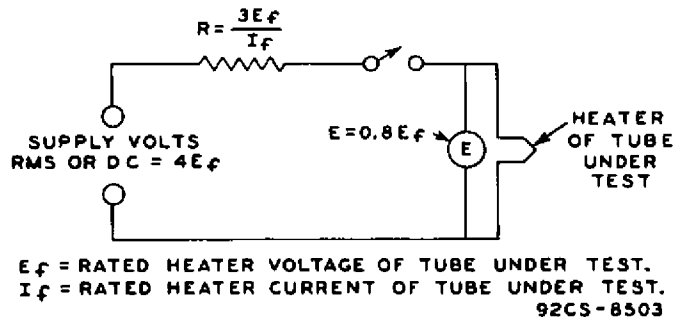 R = 3Ef / If
E=0.8Ef
E
SUPPLY VOLTS
RMS OR DC = 4Ef
HEATER
OF TUBE
UNDER
TEST
Ef = RATED HEATER VOLTAGE OF TUBE UNDER TEST.
If = RATED HEATER CURRENT OF TUBE UNDER TEST.
92CS-8503